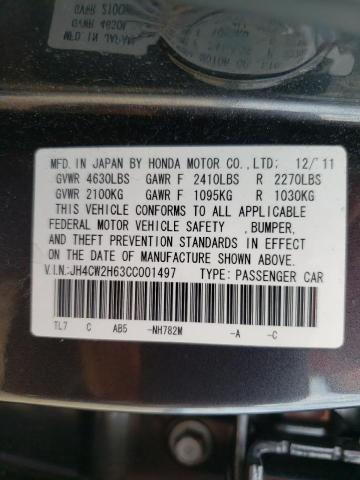 MFD. IN JAPAN BY HONDA MOTOR CO., LTD. 12/11
GVWR 4630LBS GAWR F 2410LBS R 2270LBS
GVWR 2100KG GAWR F 1095KG R 1030KG
THIS VEHICLE CONFORMS TO ALL APPLICABLE
FEDERAL MOTOR VEHICLE SAFETY , BUMPER,
AND THEFT PREVENTION STANDARDS IN EFFECT
ON THE DATE OF MANUFACTURE SHOWN ABOVE.
V.I.N.:JH4CW2H63CC001497 TYPE: PASSENGER CAR
TL7 C AB5 -NH782M -A -C